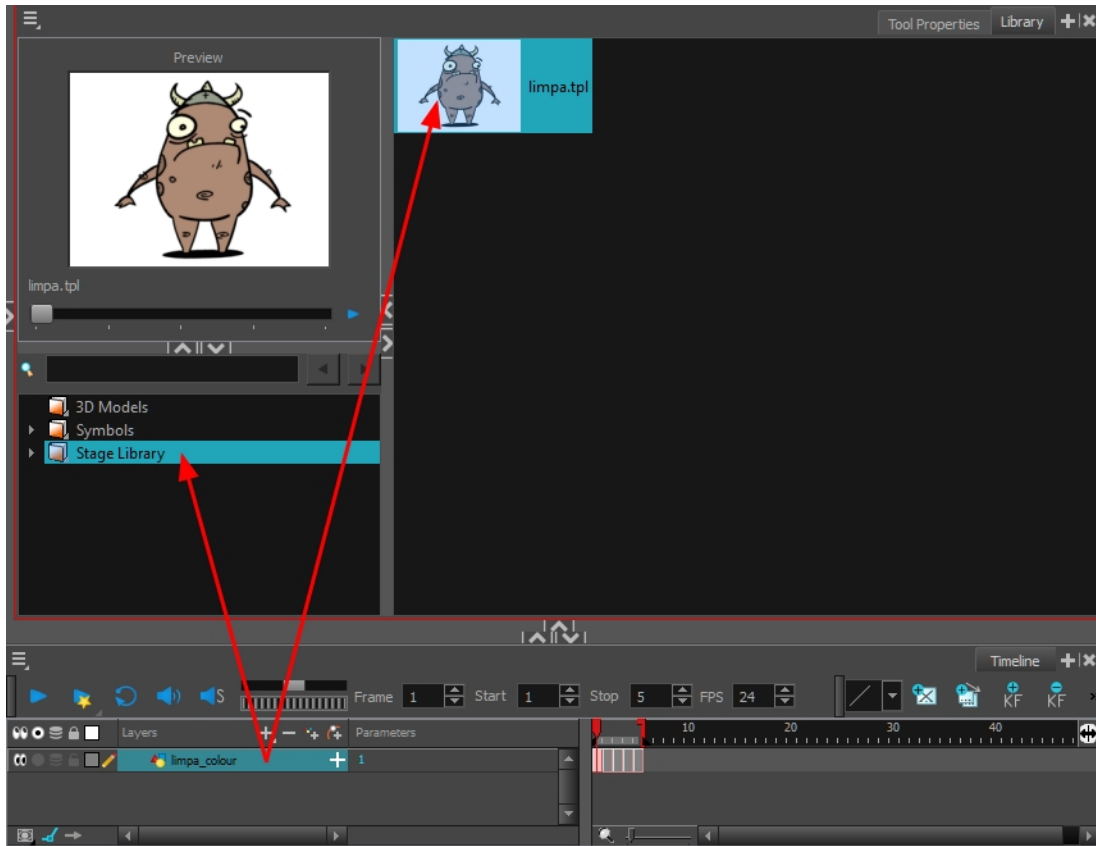 Tool Properties Library
Preview
limpa.tpl
limpa.tpl
3D Models
Symbols
Stage Library
Timeline
S Frame 1 Start 1 Stop 5 FPS 24 KF KF
Layers Parameters 10 20 30 40
limpa_colour 1